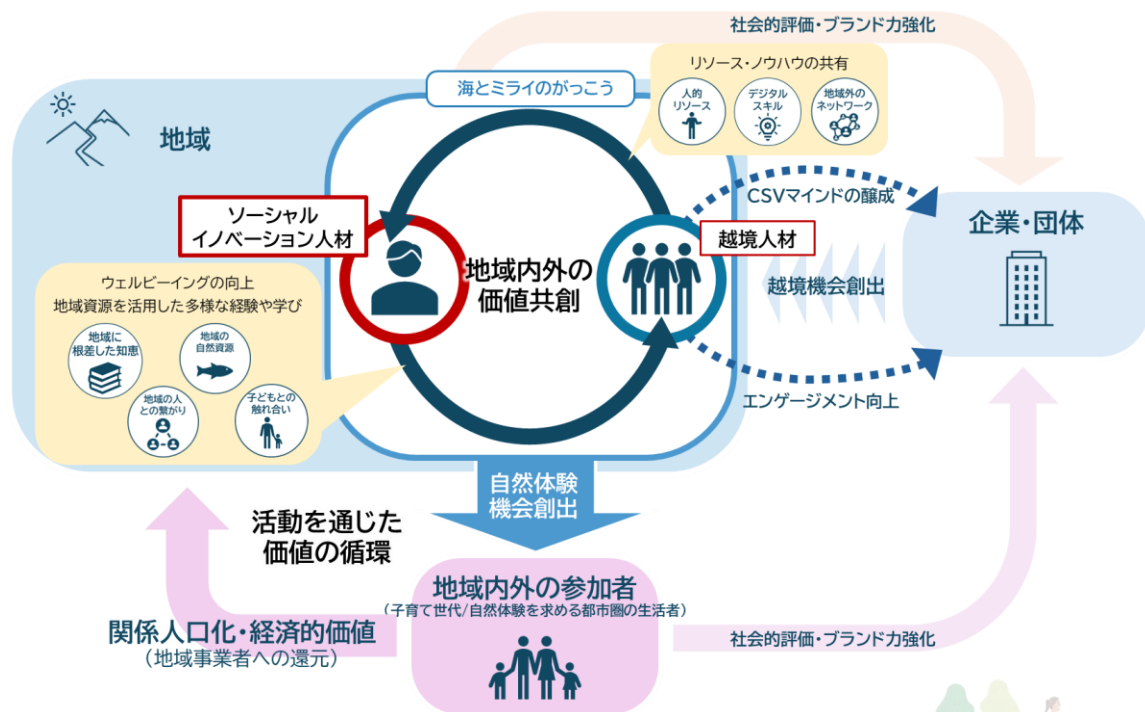 社会的評価・ブランド力強化
リソース・ノウハウの共有
人的
リソース
デジタル
スキル
地域外の
ネットワーク
海とミライのがっこう
地域
ソーシャル
イノベーション人材
地域内外の
価値共創
越境人材
CSVマインドの醸成
越境機会創出
エンゲージメント向上
企業・団体
ウェルビーイングの向上
地域資源を活用した多様な経験や学び
地域に
根差した知恵
地域の
自然資源
地域の人
との繋がり
子どもとの
触れ合い
自然体験
機会創出
活動を通じた
価値の循環
地域内外の参加者
(子育て世代/自然体験を求める都市圏の生活者)
関係人口化・経済的価値
(地域事業者への還元)
社会的評価・ブランド力強化